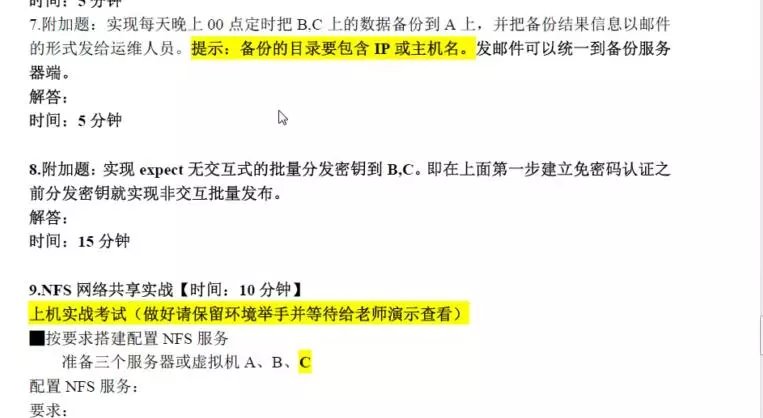 7.附加题：实现每天晚上 00 点定时把 B,C 上的数据备份到 A 上，并把备份结果信息以邮件
的形式发给运维人员。提示：备份的目录要包含 IP 或主机名。发邮件可以统一到备份服务
器端。
解答：
时间：5 分钟
8.附加题：实现 expect 无交互式的批量分发密钥到 B,C。即在上面第一步建立免密码认证之
前分发密钥就实现非交互批量发布。
解答：
时间：15 分钟
9.NFS 网络共享实战【时间：10 分钟】
上机实战考试（做好请保留环境举手并等待给老师演示查看）
■按要求搭建配置 NFS 服务
准备三个服务器或虚拟机 A、B、C
配置 NFS 服务：
要求：